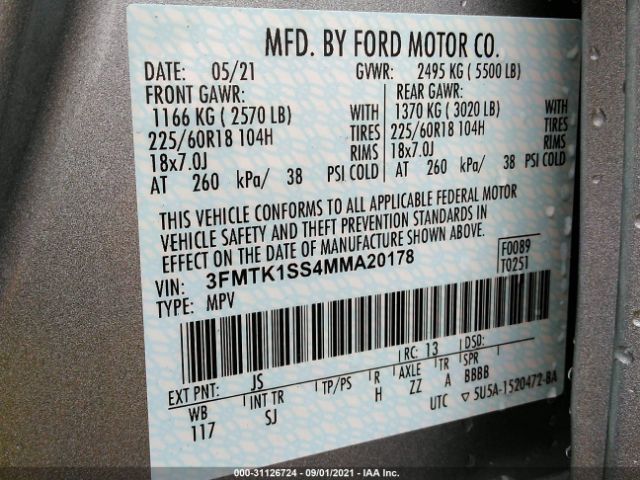 MFD. BY FORD MOTOR CO.
DATE: 05/21 GVWR: 2495 KG ( 5500 LB)
FRONT GAWR: REAR GAWR:
1166 KG ( 2570 LB) WITH 1370 KG ( 3020 LB) WITH
225/60R18 104H TIRES 225/60R18 104H TIRES
18x7.0J RIMS 18x7.0J RIMS
AT 260 kPa/ 38 PSI COLD AT 260 kPa/ 38 PSI COLD
THIS VEHICLE CONFORMS TO ALL APPLICABLE FEDERAL MOTOR
VEHICLE SAFETY AND THEFT PREVENTION STANDARDS IN
EFFECT ON THE DATE OF MANUFACTURE SHOWN ABOVE.
VIN: 3FMTK1SS4MMA20178 F0089
TYPE: MPV T0251
EXT PNT: JS RC: 13 DSO:
WB INT TR TP/PS R AXLE TR SPR
117 SJ H ZZ A BBBB
UTC ▽ 5U5A-1520472-BA
000-31126724 - 09/01/2021 - IAA Inc.